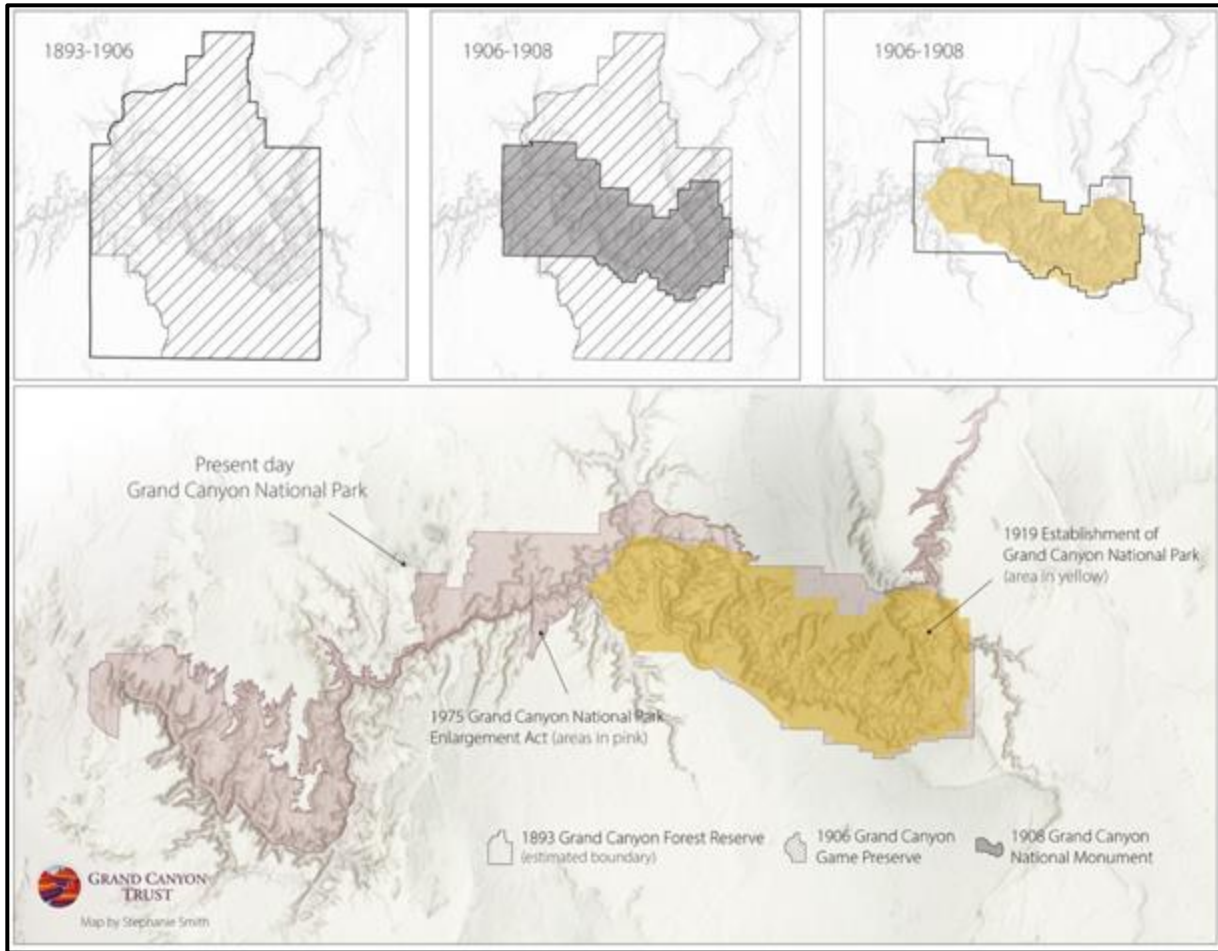 1893-1906
1906-1908
1906-1908
Present day
Grand Canyon National Park
1919 Establishment of
Grand Canyon National Park
(area in yellow)
1975 Grand Canyon National Park
Enlargement Act (areas in pink)
1893 Grand Canyon Forest Reserve
(estimated boundary)
1906 Grand Canyon
Game Preserve
1908 Grand Canyon
National Monument
GRAND CANYON
TRUST
Map by Stephanie Smith